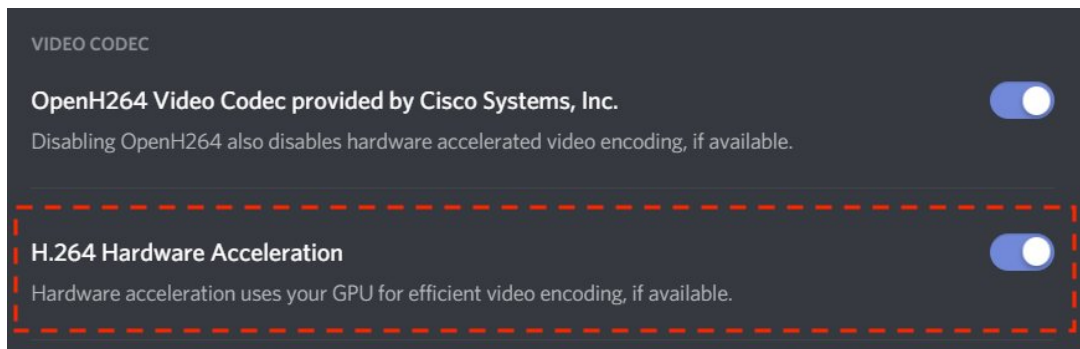 VIDEO CODEC
OpenH264 Video Codec provided by Cisco Systems, Inc.
Disabling OpenH264 also disables hardware accelerated video encoding, if available.
H.264 Hardware Acceleration
Hardware acceleration uses your GPU for efficient video encoding, if available.